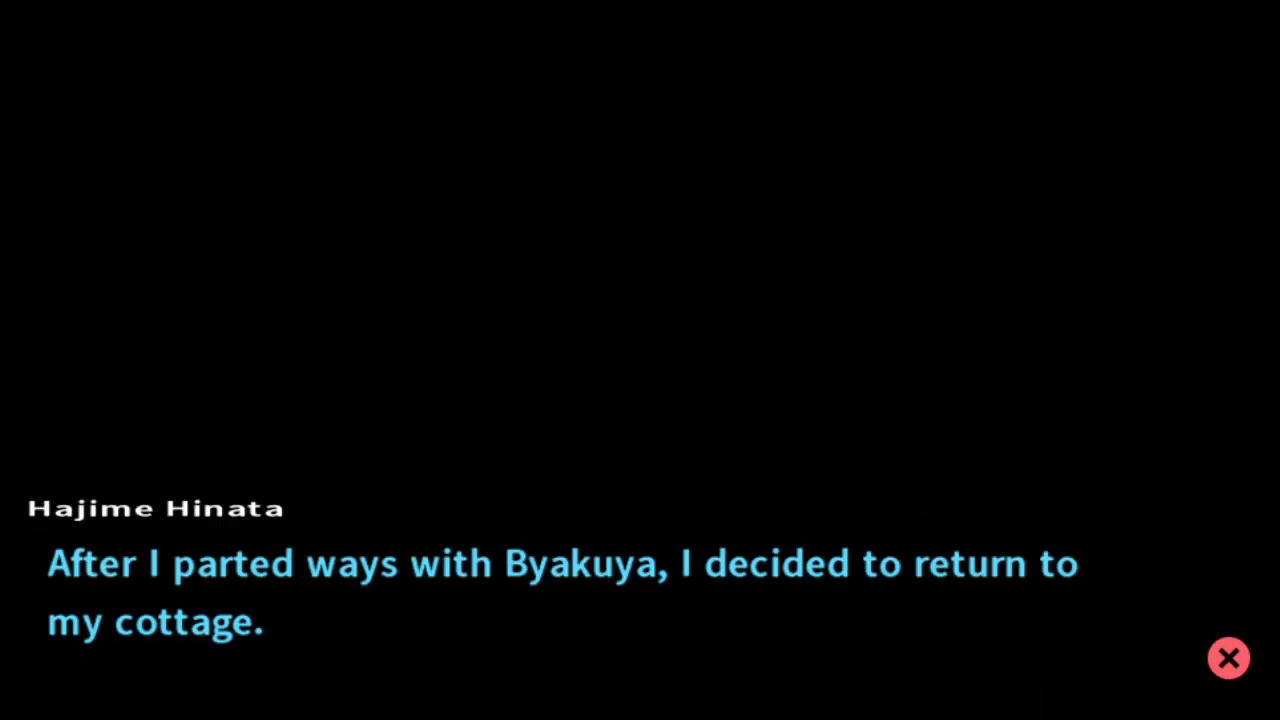 Hajime Hinata
After I parted ways with Byakuya, I decided to return to
my cottage.